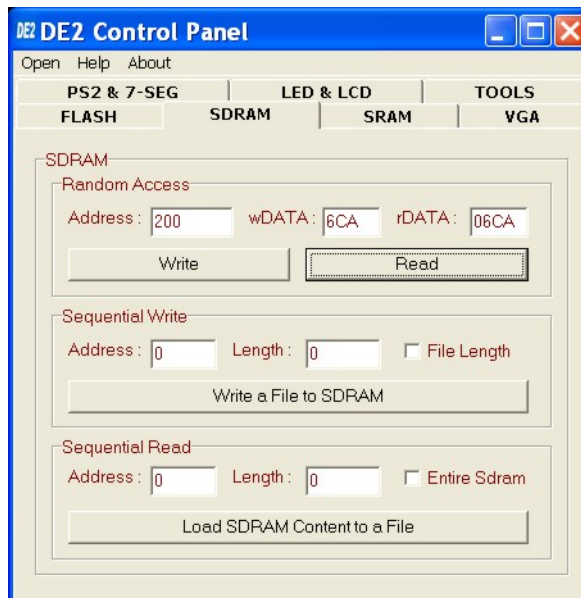 DE2 DE2 Control Panel
Open Help About
PS2 & 7-SEG LED & LCD TOOLS
FLASH SDRAM SRAM VGA
SDRAM
Random Access
Address : 200 wDATA : 6CA rDATA : 06CA
Write Read
Sequential Write
Address : 0 Length : 0 File Length
Write a File to SDRAM
Sequential Read
Address : 0 Length : 0 Entire Sdram
Load SDRAM Content to a File